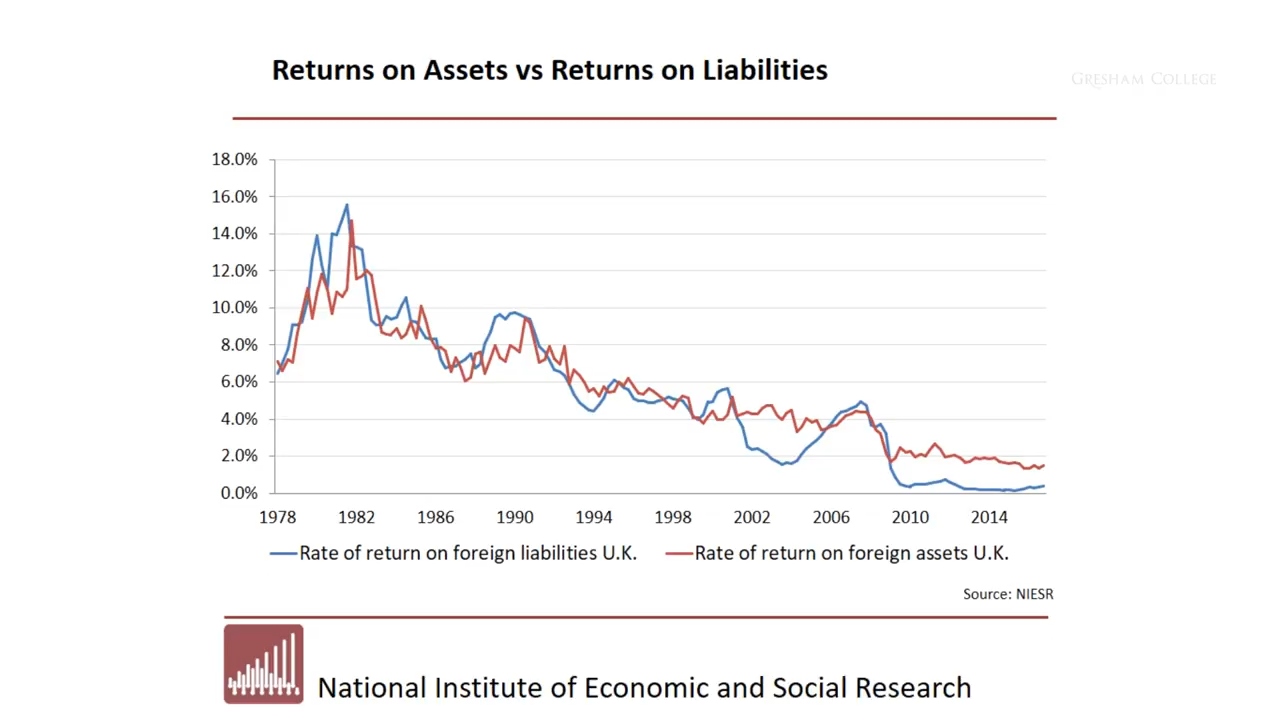 Returns on Assets vs Returns on Liabilities
GRESHAM COLLEGE
18.0%
16.0%
14.0%
12.0%
10.0%
8.0%
6.0%
4.0%
2.0%
0.0%
1978 1982 1986 1990 1994 1998 2002 2006 2010 2014
Rate of return on foreign liabilities U.K. Rate of return on foreign assets U.K.
Source: NIESR
National Institute of Economic and Social Research